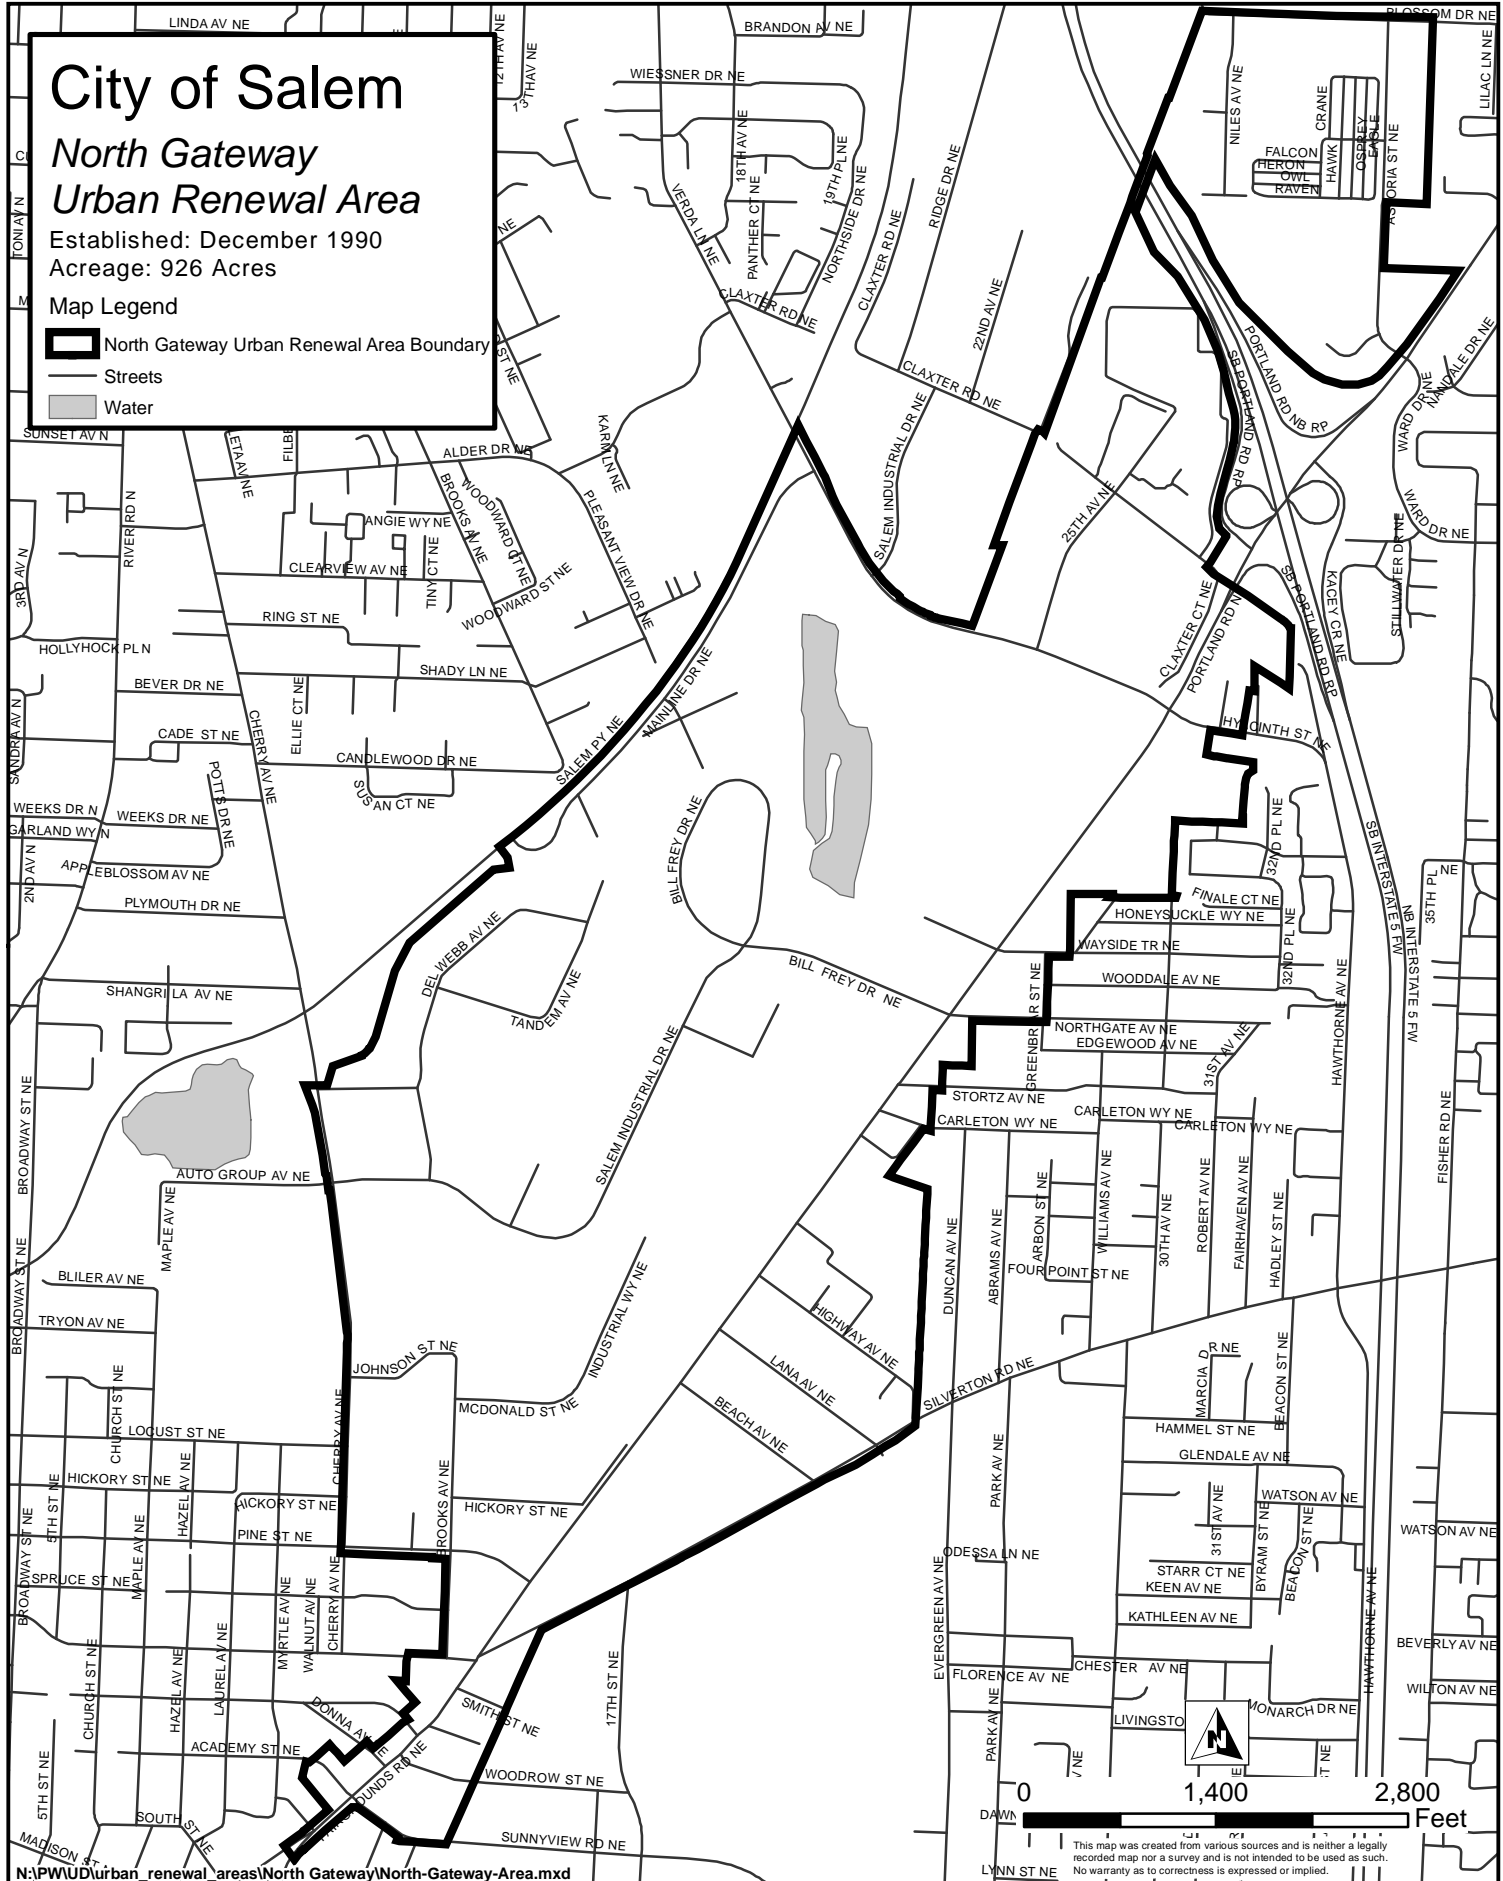 City of Salem
North Gateway
Urban Renewal Area
Established: December 1990
Acreage: 926 Acres
Map Legend
North Gateway Urban Renewal Area Boundary
Streets
Water
LINDA AV NE
12TH AV NE
13TH AV NE
BRANDON AV NE
BLOSSOM DR NE
LILAC LN NE
WIESSNER DR NE
18TH AV NE
19TH PL NE
PANTHER CT NE
NORTHSIDE DR NE
VERDA LN NE
CLAXTER RD NE
CLAXTER RD NE
RIDGE DR NE
22ND AV NE
CLAXTER RD NE
NILES AV NE
CRANE
OSPREY
EAGLE
HAWK
FALCON
HERON
OWL
RAVEN
ASTORIA ST NE
TONI AV N
NE
ST NE
PORTLAND RD NB RP
SB PORTLAND RD RP
WARD DR NE
NANDALE DR NE
WARD DR NE
STILLWATER DR NE
KACEY CR NE
SB PORTLAND RD RP
SUNSET AV N
ALDER DR NE
KARM LN NE
BROOKS AV NE
WOODWARD CT NE
PLEASANT VIEW DR NE
ANGIE WY NE
TINY CT NE
CLEARVIEW AV NE
WOODWARD ST NE
RING ST NE
SHADY LN NE
RIVER RD N
3RD AV N
HOLLYHOCK PL N
BEVER DR NE
CADE ST NE
CHERRY AV NE
ELLIE CT NE
CANDLEWOOD DR NE
SUSAN CT NE
POTTS DR NE
SANDRA AV N
WEEKS DR N
WEEKS DR NE
GARLAND WY N
APPLEBLOSSOM AV NE
2ND AV N
PLYMOUTH DR NE
SHANGRI LA AV NE
SALEM PY NE
MAINLINE DR NE
SALEM INDUSTRIAL DR NE
25TH AV NE
CLAXTER CT NE
PORTLAND RD N
HYACINTH ST NE
BILL FREY DR NE
BILL FREY DR NE
DEL WEBB AV NE
TANDEM AV NE
SALEM INDUSTRIAL DR NE
32ND PL NE
FINALE CT NE
HONEYSUCKLE WY NE
WAYSIDE TR NE
WOODDALE AV NE
32ND PL NE
GREENBRIAR ST NE
NORTHGATE AV NE
EDGEWOOD AV NE
31ST AV NE
STORTZ AV NE
CARLETON WY NE
CARLETON WY NE
CARLETON WY NE
HAWTHORNE AV NE
SB INTERSTATE 5 FW
NB INTERSTATE 5 FW
35TH PL NE
FISHER RD NE
BROADWAY ST NE
AUTO GROUP AV NE
MAPLE AV NE
BROADWAY ST NE
BLILER AV NE
TRYON AV NE
DUNCAN AV NE
ABRAMS AV NE
ARBON ST NE
WILLIAMS AV NE
30TH AV NE
ROBERT AV NE
FAIRHAVEN AV NE
HADLEY ST NE
FOUR POINT ST NE
HIGHWAY AV NE
LANA AV NE
BEACH AV NE
SILVERTON RD NE
INDUSTRIAL WY NE
JOHNSON ST NE
MCDONALD ST NE
CHERRY AV NE
CHURCH ST NE
LOCUST ST NE
HICKORY ST NE
HICKORY ST NE
HICKORY ST NE
5TH ST NE
HAZEL AV NE
MAPLE AV NE
PINE ST NE
BROOKS AV NE
SPRUCE ST NE
BROADWAY ST NE
MARCIA DR NE
BEACON ST NE
HAMMEL ST NE
GLENDALE AV NE
WATSON AV NE
WATSON AV NE
31ST AV NE
BYRAM ST NE
BEACON ST NE
STARR CT NE
KEEN AV NE
KATHLEEN AV NE
ODESSA LN NE
PARK AV NE
EVERGREEN AV NE
HAWTHORNE AV NE
BEVERLY AV NE
CHESTER AV NE
FLORENCE AV NE
WILTON AV NE
MONARCH DR NE
LIVINGSTO
PARK AV NE
CHERRY AV NE
WALNUT AV NE
MYRTLE AV NE
LAUREL AV NE
HAZEL AV NE
CHURCH ST NE
17TH ST NE
SMITH ST NE
DONNA AV NE
ACADEMY ST NE
WOODROW ST NE
5TH ST NE
SOUTH ST NE
MADISON ST
SUNNYVIEW RD NE
DAWN
LYNN ST NE
N
0 1,400 2,800
Feet
This map was created from various sources and is neither a legally
recorded map nor a survey and is not intended to be used as such.
No warranty as to correctness is expressed or implied.
N:\PW\UD\urban_renewal_areas\North Gateway\North-Gateway-Area.mxd